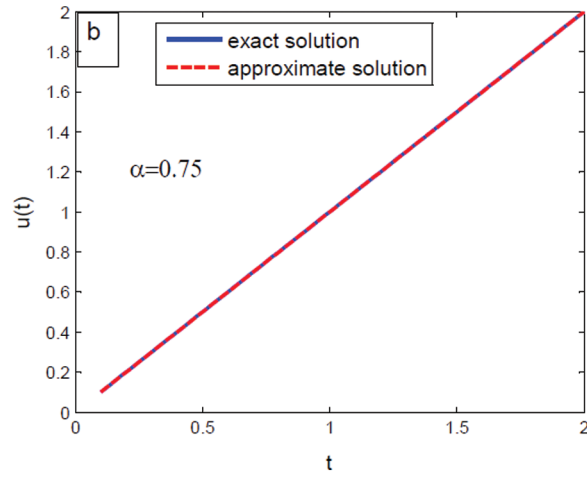 b
exact solution
approximate solution
α=0.75
u(t)
2
1.8
1.6
1.4
1.2
1
0.8
0.6
0.4
0.2
0
0 0.5 1 1.5 2
t